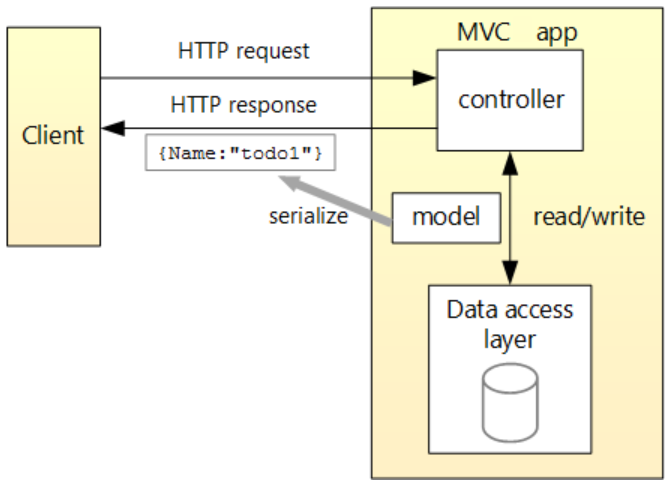 MVC app
HTTP request
controller
HTTP response
Client
{Name:"todo1"}
serialize
model
read/write
Data access
layer